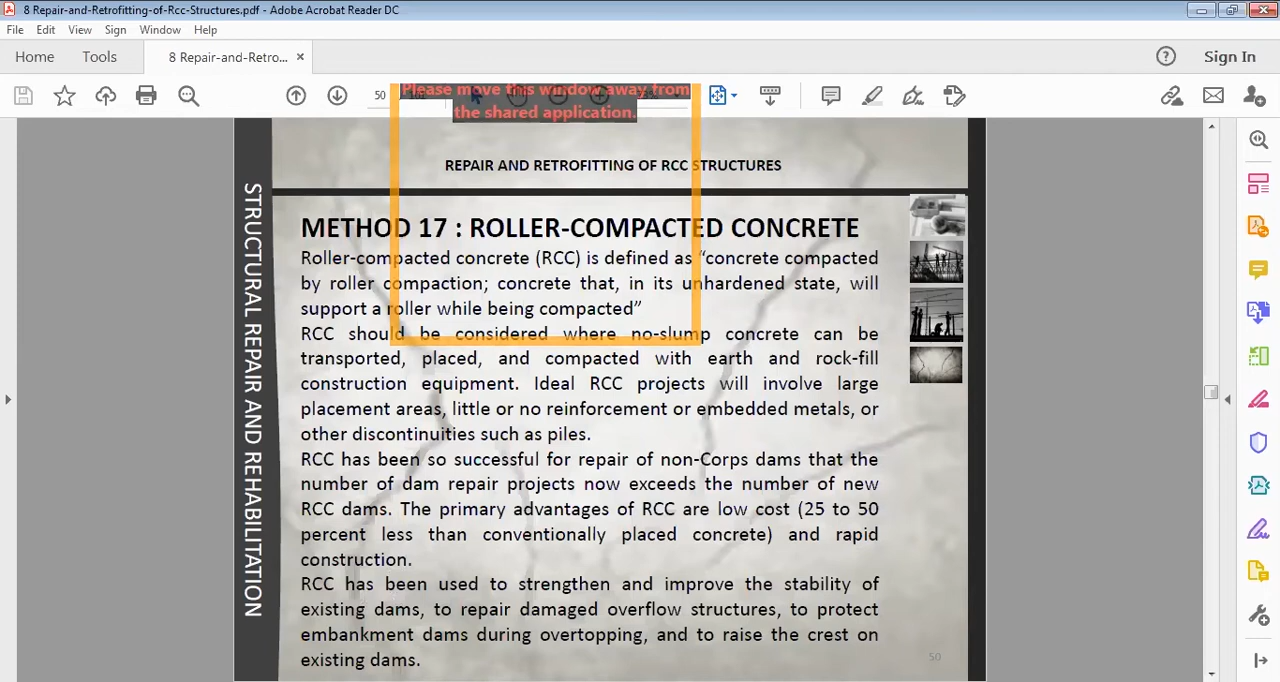 8 Repair-and-Retrofitting-of-Rcc-Structures.pdf - Adobe Acrobat Reader DC
File Edit View Sign Window Help
Home Tools 8 Repair-and-Retro... × Sign In
50
Please move this window away from
the shared application.
REPAIR AND RETROFITTING OF RCC STRUCTURES
STRUCTURAL REPAIR AND REHABILITATION
METHOD 17 : ROLLER-COMPACTED CONCRETE
Roller-compacted concrete (RCC) is defined as “concrete compacted
by roller compaction; concrete that, in its unhardened state, will
support a roller while being compacted”
RCC should be considered where no-slump concrete can be
transported, placed, and compacted with earth and rock-fill
construction equipment. Ideal RCC projects will involve large
placement areas, little or no reinforcement or embedded metals, or
other discontinuities such as piles.
RCC has been so successful for repair of non-Corps dams that the
number of dam repair projects now exceeds the number of new
RCC dams. The primary advantages of RCC are low cost (25 to 50
percent less than conventionally placed concrete) and rapid
construction.
RCC has been used to strengthen and improve the stability of
existing dams, to repair damaged overflow structures, to protect
embankment dams during overtopping, and to raise the crest on
existing dams.
50